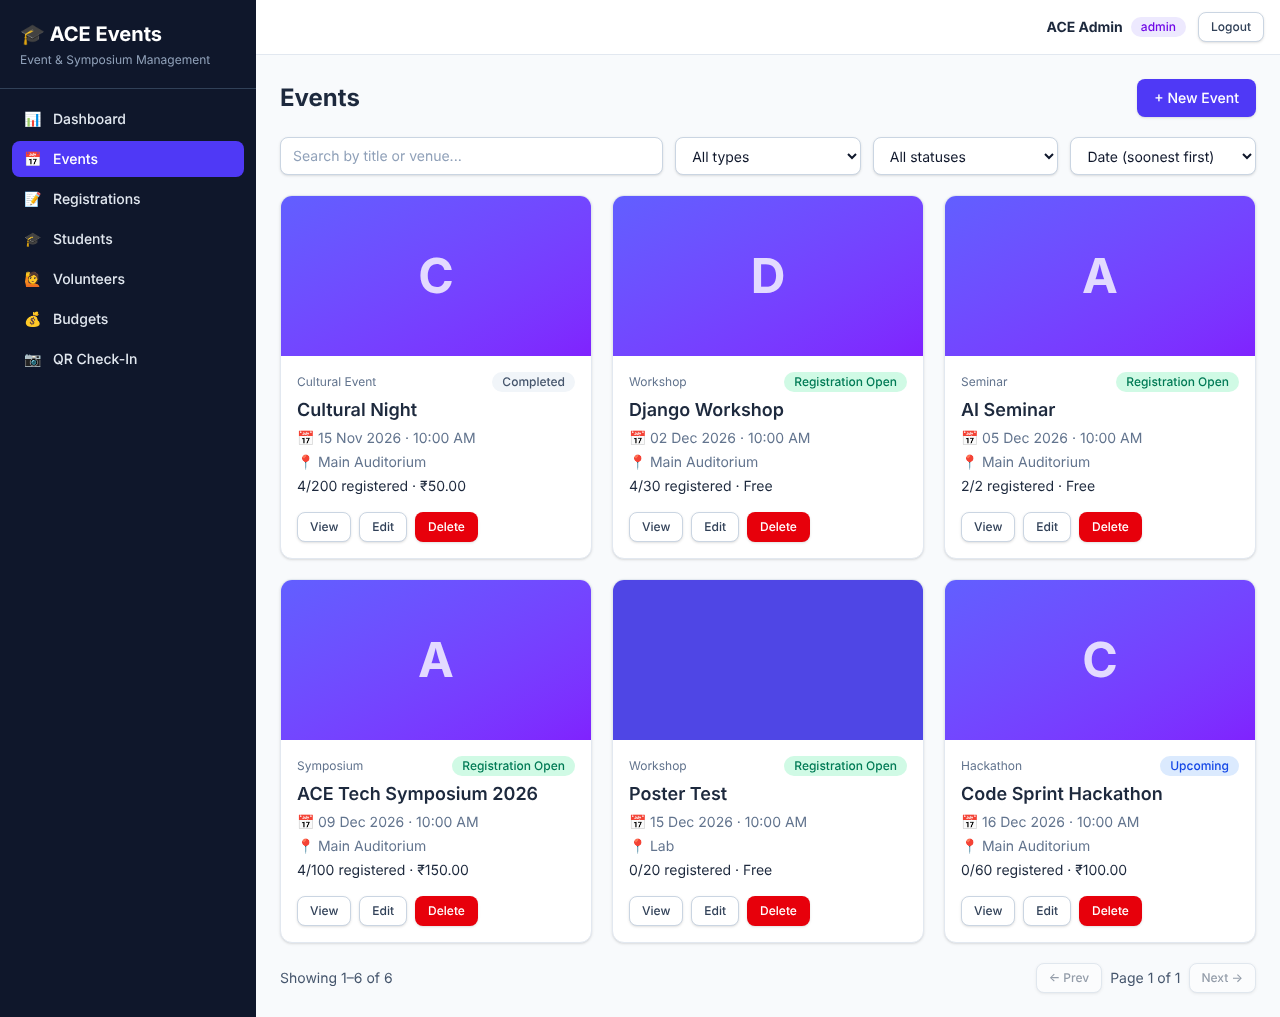 🎓 ACE Events
Event & Symposium Management
📊 Dashboard
📅 Events
📝 Registrations
🎓 Students
🙋 Volunteers
💰 Budgets
📷 QR Check-In
ACE Admin admin Logout
Events
+ New Event
Search by title or venue...
All types
All statuses
Date (soonest first)
C
Cultural Event Completed
Cultural Night
📅 15 Nov 2026 · 10:00 AM
📍 Main Auditorium
4/200 registered · ₹50.00
View Edit Delete
D
Workshop Registration Open
Django Workshop
📅 02 Dec 2026 · 10:00 AM
📍 Main Auditorium
4/30 registered · Free
View Edit Delete
A
Seminar Registration Open
AI Seminar
📅 05 Dec 2026 · 10:00 AM
📍 Main Auditorium
2/2 registered · Free
View Edit Delete
A
Symposium Registration Open
ACE Tech Symposium 2026
📅 09 Dec 2026 · 10:00 AM
📍 Main Auditorium
4/100 registered · ₹150.00
View Edit Delete
Workshop Registration Open
Poster Test
📅 15 Dec 2026 · 10:00 AM
📍 Lab
0/20 registered · Free
View Edit Delete
C
Hackathon Upcoming
Code Sprint Hackathon
📅 16 Dec 2026 · 10:00 AM
📍 Main Auditorium
0/60 registered · ₹100.00
View Edit Delete
Showing 1–6 of 6
← Prev Page 1 of 1 Next →